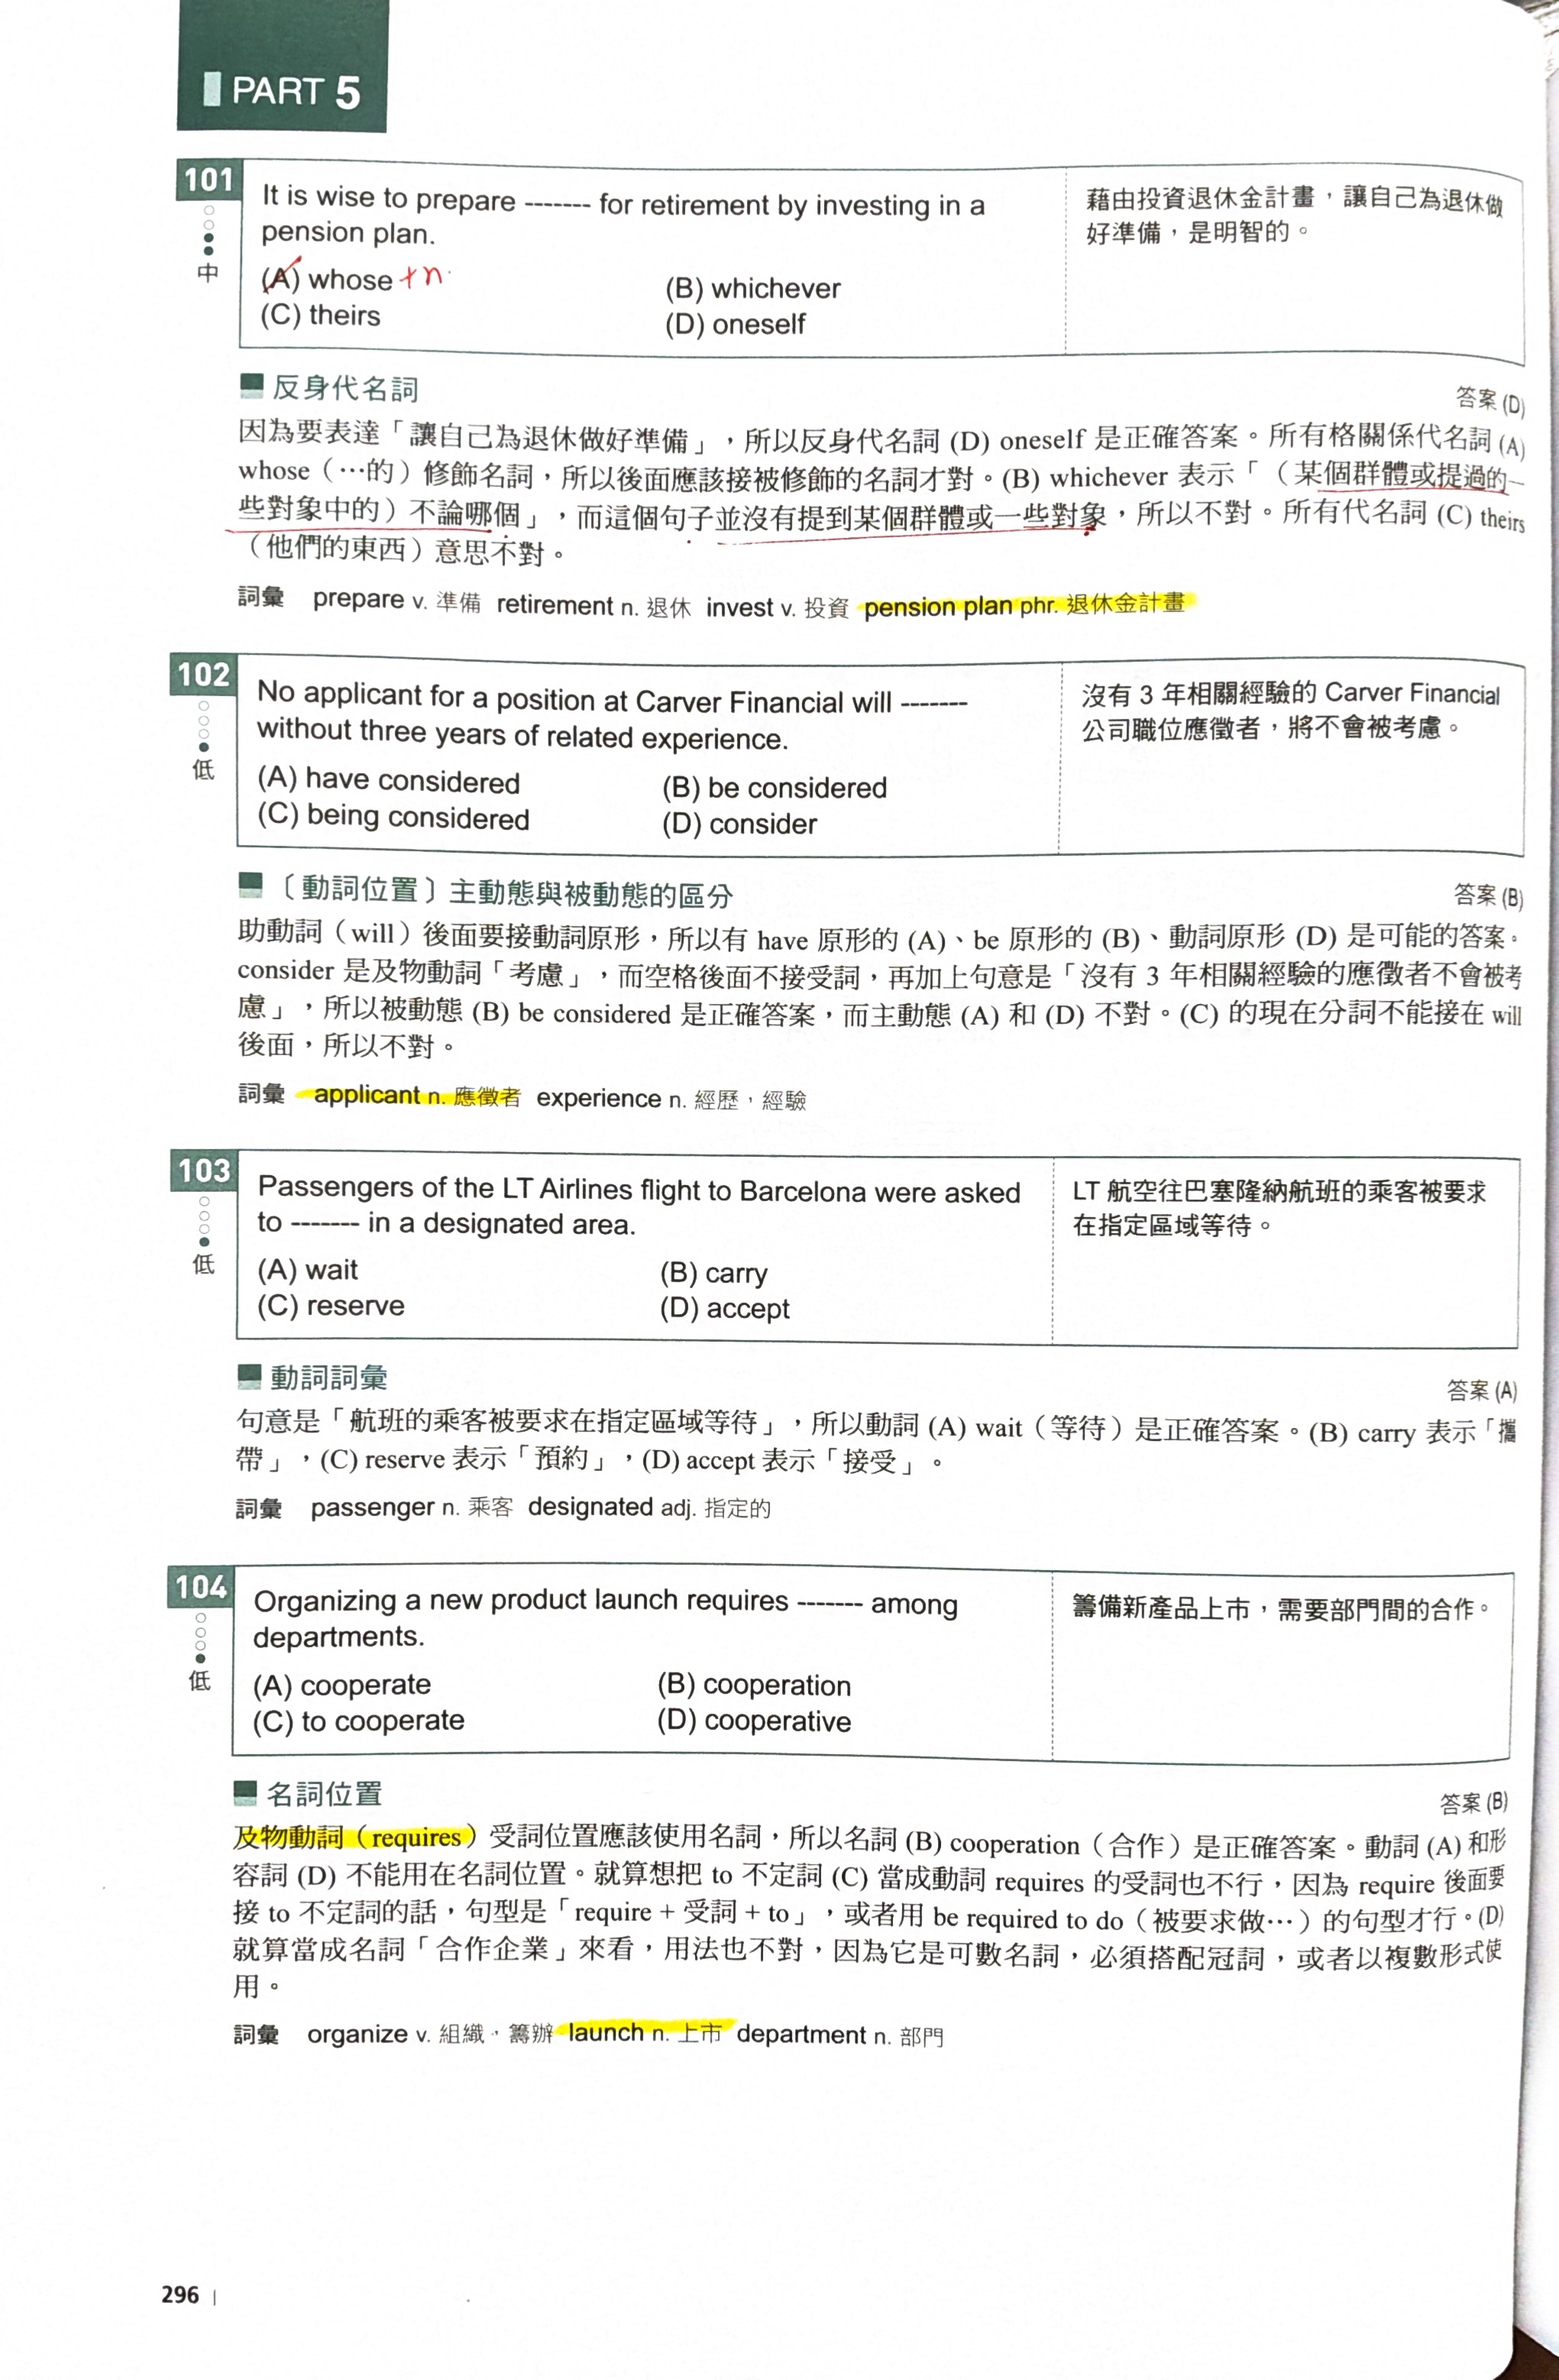 PART 5
101
中
It is wise to prepare ------- for retirement by investing in a
pension plan.
(A) whose +n
(B) whichever
(C) theirs
(D) oneself
藉由投資退休金計畫，讓自己為退休做
好準備，是明智的。
反身代名詞
答案 (D)
因為要表達「讓自己為退休做好準備」，所以反身代名詞 (D) oneself 是正確答案。所有格關係代名詞 (A)
whose（…的）修飾名詞，所以後面應該接被修飾的名詞才對。(B) whichever 表示「（某個群體或提過的一
些對象中的）不論哪個」，而這個句子並沒有提到某個群體或一些對象，所以不對。所有代名詞 (C) theirs
（他們的東西）意思不對。
詞彙 prepare v. 準備 retirement n. 退休 invest v. 投資 pension plan phr. 退休金計畫
102
低
No applicant for a position at Carver Financial will -------
without three years of related experience.
(A) have considered
(B) be considered
(C) being considered
(D) consider
沒有 3 年相關經驗的 Carver Financial
公司職位應徵者，將不會被考慮。
〔動詞位置〕主動態與被動態的區分
答案 (B)
助動詞（will）後面要接動詞原形，所以有 have 原形的 (A)、be 原形的 (B)、動詞原形 (D) 是可能的答案。
consider 是及物動詞「考慮」，而空格後面不接受詞，再加上句意是「沒有 3 年相關經驗的應徵者不會被考
慮」，所以被動態 (B) be considered 是正確答案，而主動態 (A) 和 (D) 不對。(C) 的現在分詞不能接在 will
後面，所以不對。
詞彙 applicant n. 應徵者 experience n. 經歷，經驗
103
低
Passengers of the LT Airlines flight to Barcelona were asked
to ------- in a designated area.
(A) wait
(B) carry
(C) reserve
(D) accept
LT 航空往巴塞隆納航班的乘客被要求
在指定區域等待。
動詞詞彙
答案 (A)
句意是「航班的乘客被要求在指定區域等待」，所以動詞 (A) wait（等待）是正確答案。(B) carry 表示「攜
帶」，(C) reserve 表示「預約」，(D) accept 表示「接受」。
詞彙 passenger n. 乘客 designated adj. 指定的
104
低
Organizing a new product launch requires ------- among
departments.
(A) cooperate
(B) cooperation
(C) to cooperate
(D) cooperative
籌備新產品上市，需要部門間的合作。
名詞位置
答案 (B)
及物動詞（requires）受詞位置應該使用名詞，所以名詞 (B) cooperation（合作）是正確答案。動詞 (A) 和形
容詞 (D) 不能用在名詞位置。就算想把 to 不定詞 (C) 當成動詞 requires 的受詞也不行，因為 require 後面要
接 to 不定詞的話，句型是「require + 受詞 + to」，或者用 be required to do（被要求做…）的句型才行。(D)
就算當成名詞「合作企業」來看，用法也不對，因為它是可數名詞，必須搭配冠詞，或者以複數形式使
用。
詞彙 organize v. 組織，籌辦 launch n. 上市 department n. 部門
296